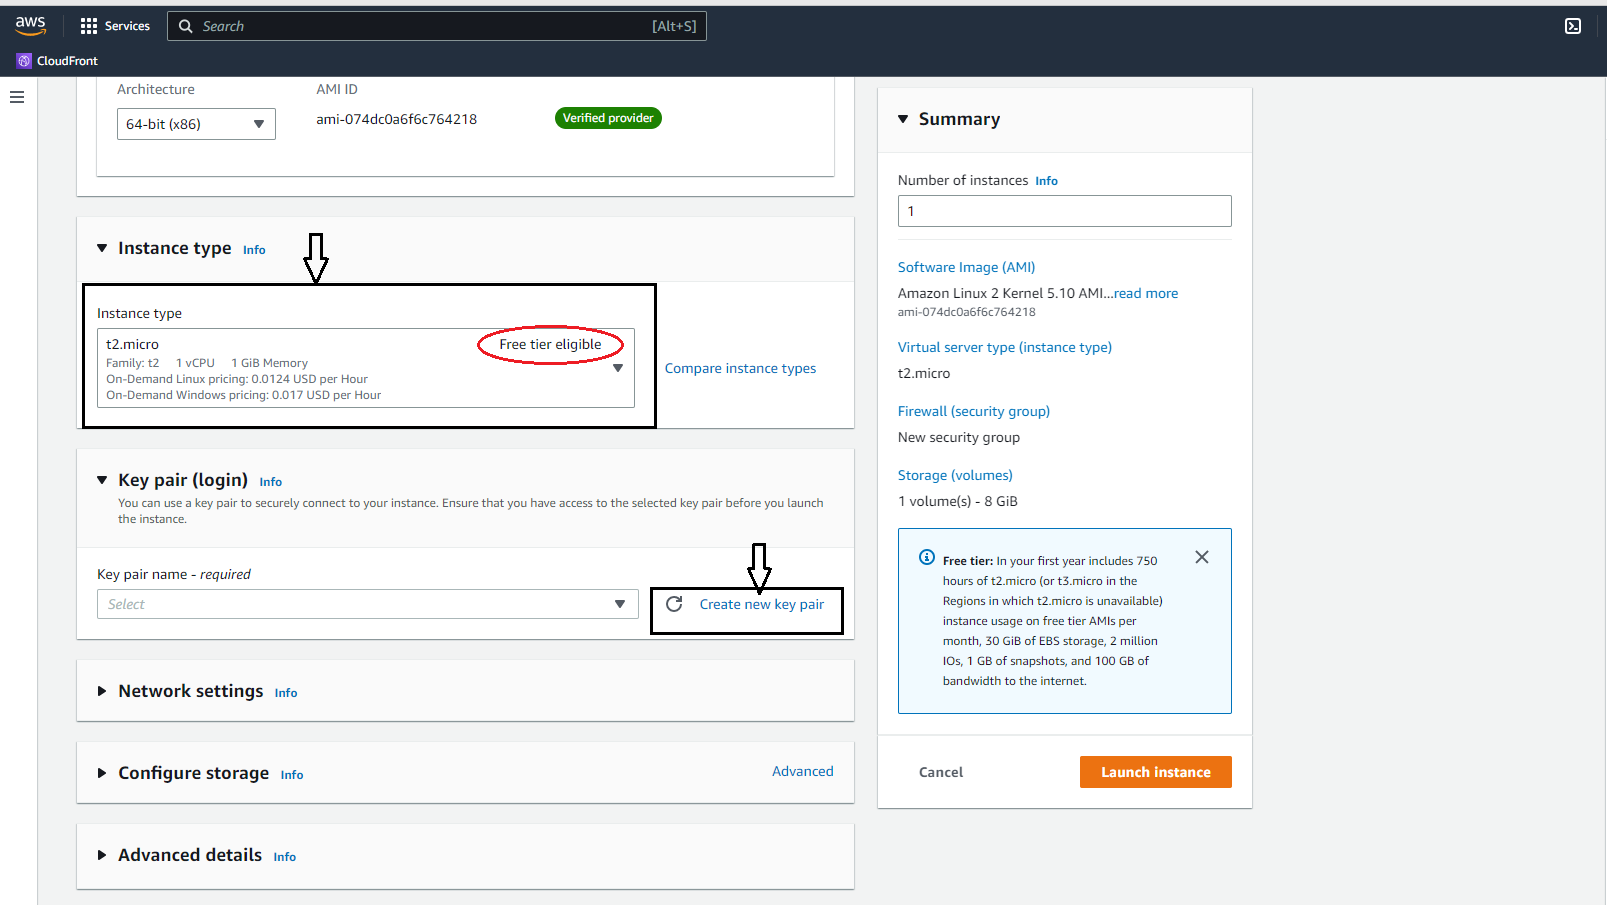 aws
Services
Search
[Alt+S]
CloudFront
Architecture
AMI ID
64-bit (x86)
ami-074dc0a6f6c764218
Verified provider
Instance type Info
Instance type
t2.micro
Free tier eligible
Family: t2 1 vCPU 1 GiB Memory
On-Demand Linux pricing: 0.0124 USD per Hour
On-Demand Windows pricing: 0.017 USD per Hour
Compare instance types
Key pair (login) Info
You can use a key pair to securely connect to your instance. Ensure that you have access to the selected key pair before you launch
the instance.
Key pair name - required
Select
Create new key pair
Network settings Info
Configure storage Info
Advanced
Advanced details Info
Summary
Number of instances Info
1
Software Image (AMI)
Amazon Linux 2 Kernel 5.10 AMI...read more
ami-074dc0a6f6c764218
Virtual server type (instance type)
t2.micro
Firewall (security group)
New security group
Storage (volumes)
1 volume(s) - 8 GiB
Free tier: In your first year includes 750
hours of t2.micro (or t3.micro in the
Regions in which t2.micro is unavailable)
instance usage on free tier AMIs per
month, 30 GiB of EBS storage, 2 million
IOs, 1 GB of snapshots, and 100 GB of
bandwidth to the internet.
Cancel
Launch instance